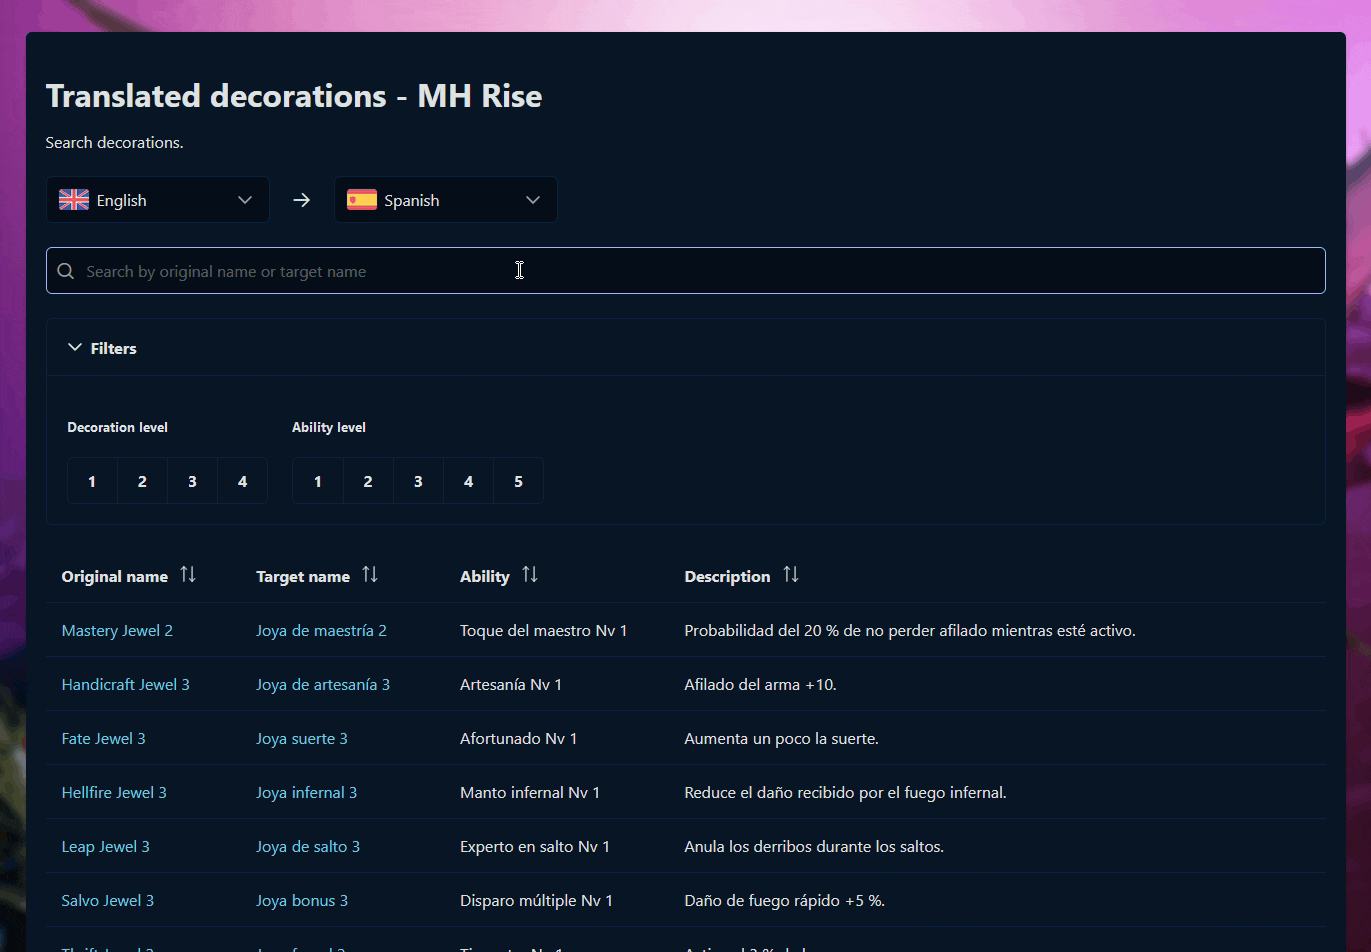 Translated decorations - MH Rise
Search decorations.
English → Spanish
Search by original name or target name
Filters
Decoration level Ability level
1 2 3 4 1 2 3 4 5
Original name Target name Ability Description
Mastery Jewel 2 Joya de maestría 2 Toque del maestro Nv 1 Probabilidad del 20 % de no perder afilado mientras esté activo.
Handicraft Jewel 3 Joya de artesanía 3 Artesanía Nv 1 Afilado del arma +10.
Fate Jewel 3 Joya suerte 3 Afortunado Nv 1 Aumenta un poco la suerte.
Hellfire Jewel 3 Joya infernal 3 Manto infernal Nv 1 Reduce el daño recibido por el fuego infernal.
Leap Jewel 3 Joya de salto 3 Experto en salto Nv 1 Anula los derribos durante los saltos.
Salvo Jewel 3 Joya bonus 3 Disparo múltiple Nv 1 Daño de fuego rápido +5 %.